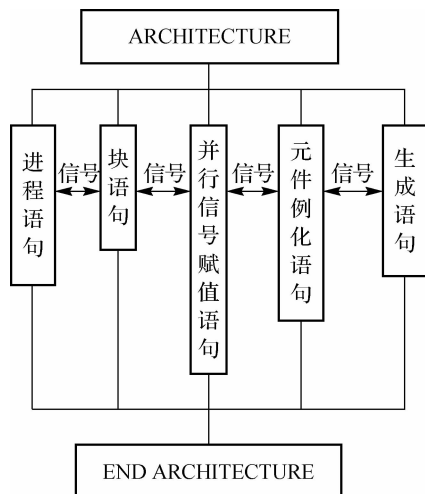 ARCHITECTURE
进程语句
信号
块语句
信号
并行信号赋值语句
信号
元件例化语句
信号
生成语句
END ARCHITECTURE